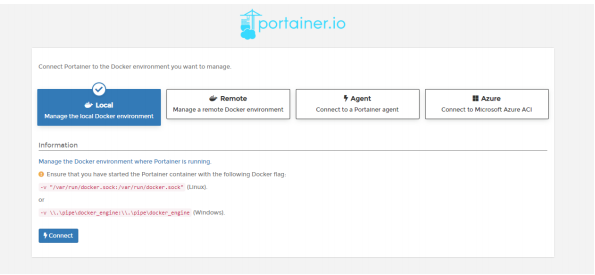 portainer.io
Connect Portainer to the Docker environment you want to manage.
Local
Manage the local Docker environment
Remote
Manage a remote Docker environment
Agent
Connect to a Portainer agent
Azure
Connect to Microsoft Azure ACI
Information
Manage the Docker environment where Portainer is running.
Ensure that you have started the Portainer container with the following Docker flag:
-v "/var/run/docker.sock:/var/run/docker.sock" (Linux).
or
-v \\.\pipe\docker_engine:\\.\pipe\docker_engine (Windows).
Connect